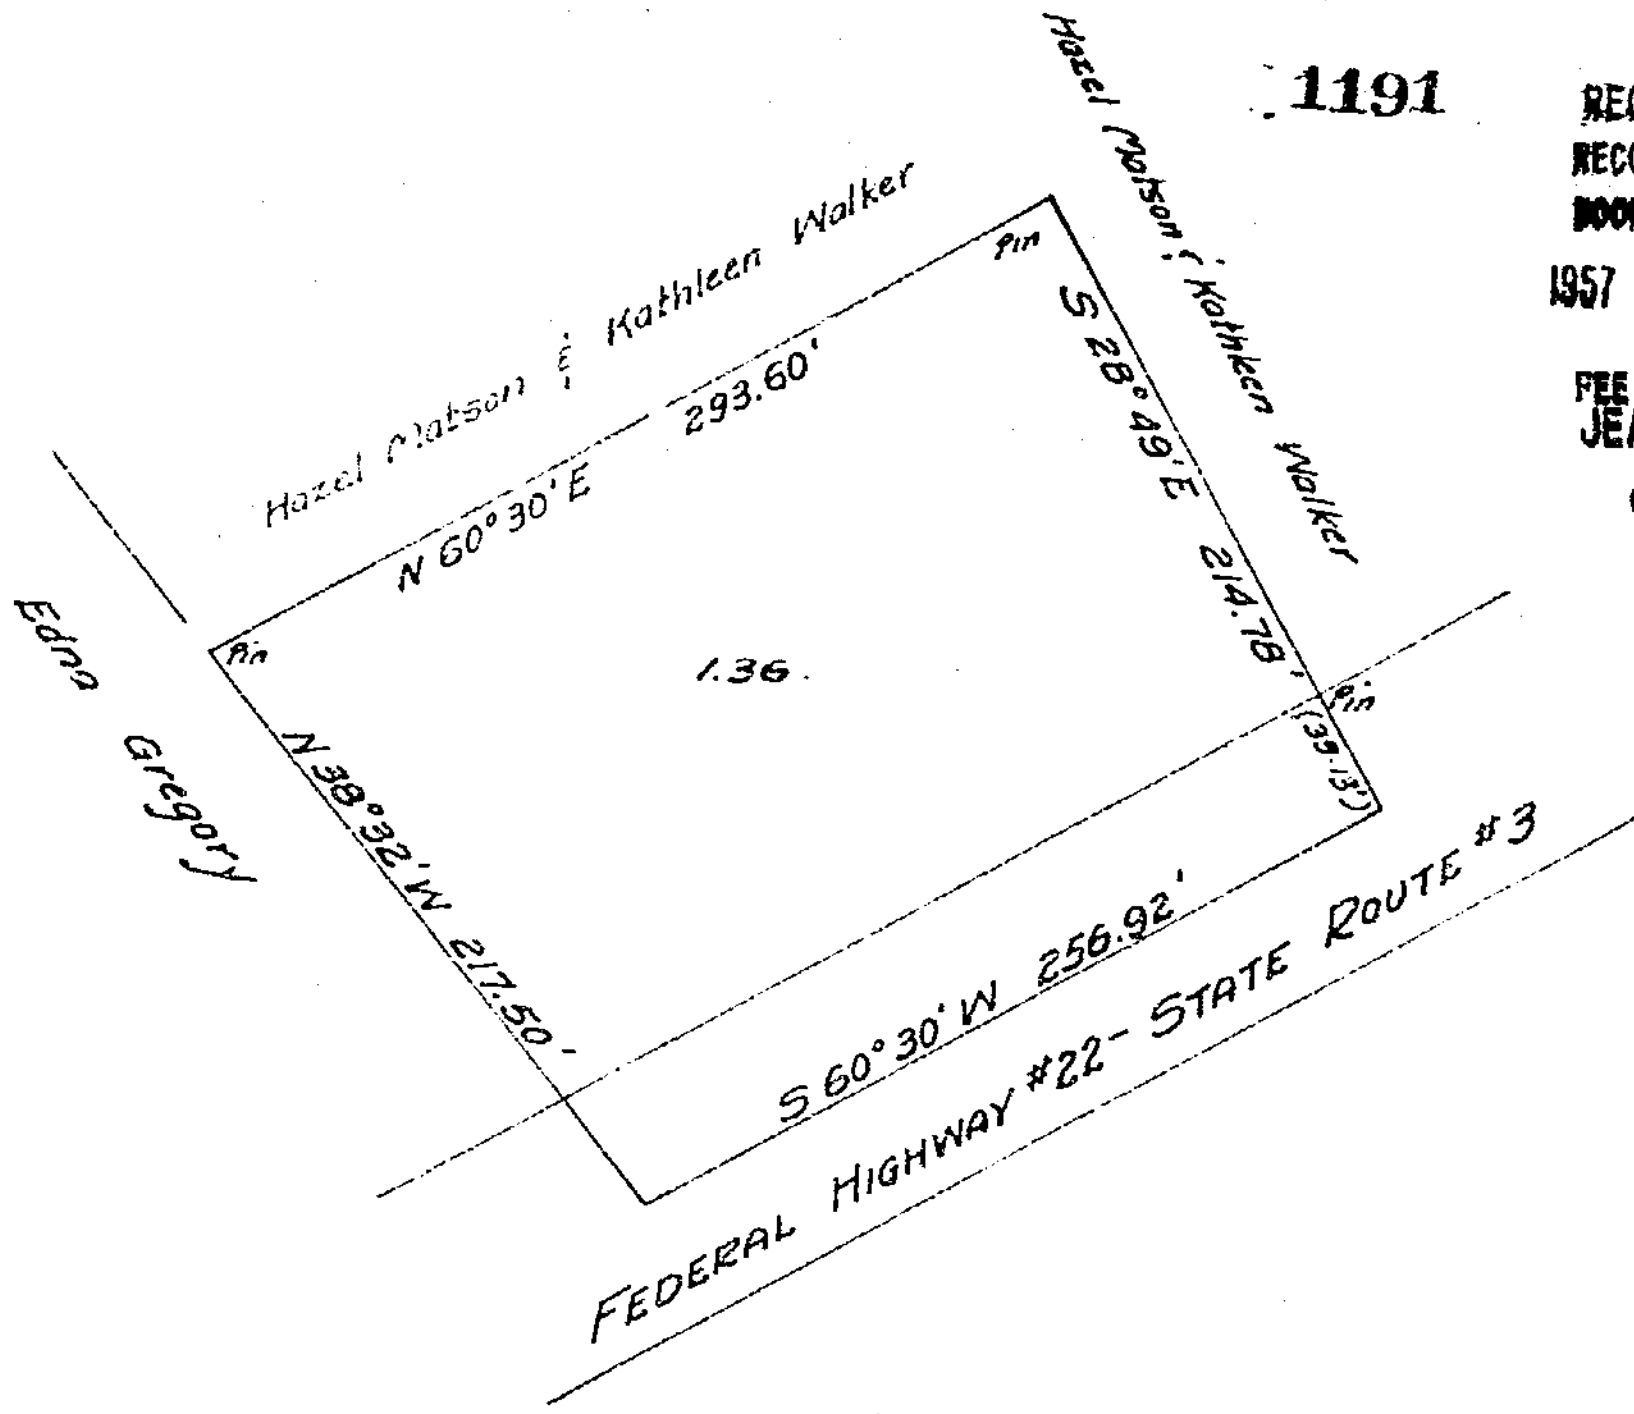 1191
1957
FEE
Hazel Matson & Kathleen Walker
Hazel Matson & Kathleen Walker
Pin
N 60° 30' E 293.60'
S 28° 49' E 214.78'
Pin
1.36
Pin
(39.13')
Edna Gregory
N 38° 32' W 217.50'
S 60° 30' W 256.92'
FEDERAL HIGHWAY #22 - STATE ROUTE #3